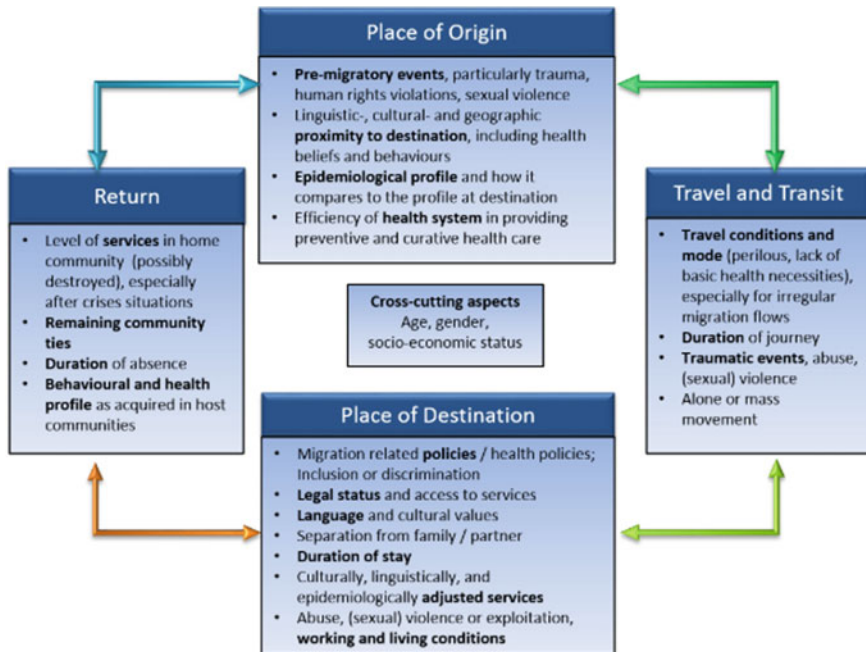 Place of Origin
• Pre-migratory events, particularly trauma,
human rights violations, sexual violence
• Linguistic-, cultural- and geographic
proximity to destination, including health
beliefs and behaviours
• Epidemiological profile and how it
compares to the profile at destination
• Efficiency of health system in providing
preventive and curative health care
Return
• Level of services in home
community (possibly
destroyed), especially
after crises situations
• Remaining community
ties
• Duration of absence
• Behavioural and health
profile as acquired in host
communities
Cross-cutting aspects
Age, gender,
socio-economic status
Travel and Transit
• Travel conditions and
mode (perilous, lack of
basic health necessities),
especially for irregular
migration flows
• Duration of journey
• Traumatic events, abuse,
(sexual) violence
• Alone or mass
movement
Place of Destination
• Migration related policies / health policies;
Inclusion or discrimination
• Legal status and access to services
• Language and cultural values
• Separation from family / partner
• Duration of stay
• Culturally, linguistically, and
epidemiologically adjusted services
• Abuse, (sexual) violence or exploitation,
working and living conditions